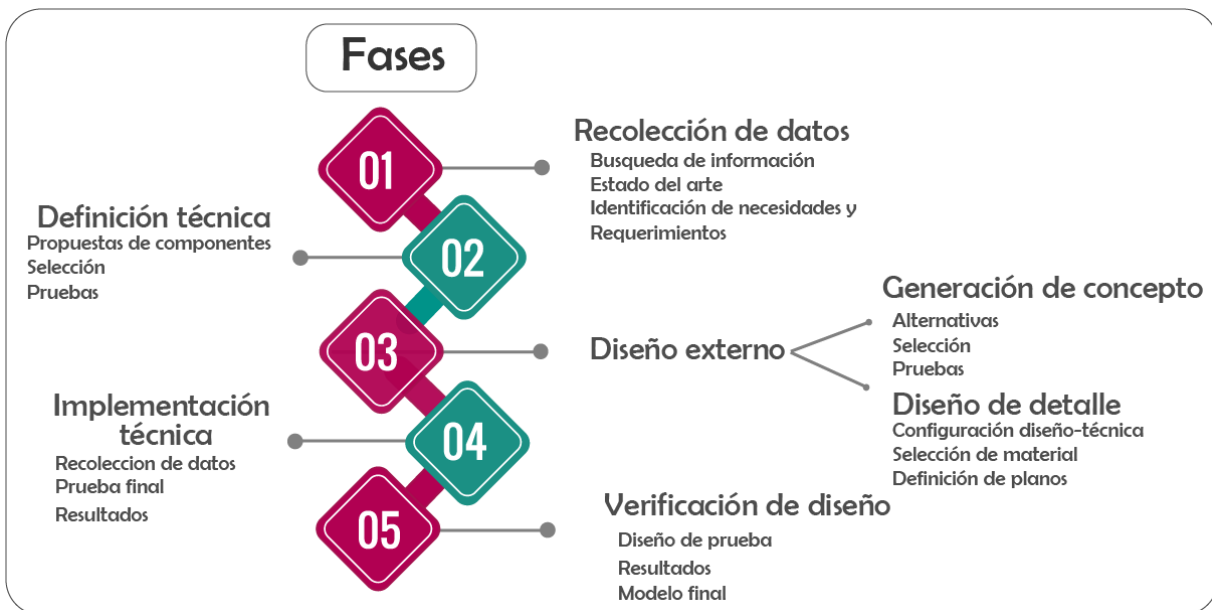 Fases
01
Recolección de datos
Busqueda de información
Estado del arte
Identificación de necesidades y
Requerimientos
Definición técnica
Propuestas de componentes
Selección
Pruebas
02
03
Diseño externo
Generación de concepto
Alternativas
Selección
Pruebas
Diseño de detalle
Configuración diseño-técnica
Selección de material
Definición de planos
Implementación
técnica
Recoleccion de datos
Prueba final
Resultados
04
05
Verificación de diseño
Diseño de prueba
Resultados
Modelo final